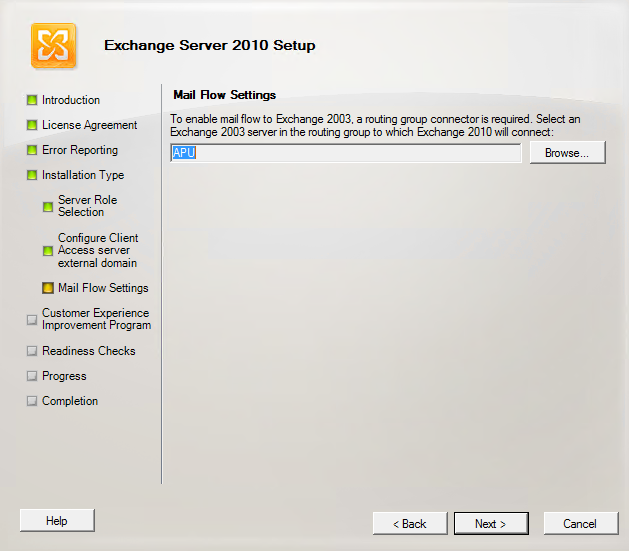 Exchange Server 2010 Setup
Introduction
License Agreement
Error Reporting
Installation Type
Server Role
Selection
Configure Client
Access server
external domain
Mail Flow Settings
Customer Experience
Improvement Program
Readiness Checks
Progress
Completion
Mail Flow Settings
To enable mail flow to Exchange 2003, a routing group connector is required. Select an
Exchange 2003 server in the routing group to which Exchange 2010 will connect:
APU
Browse...
Help
< Back
Next >
Cancel